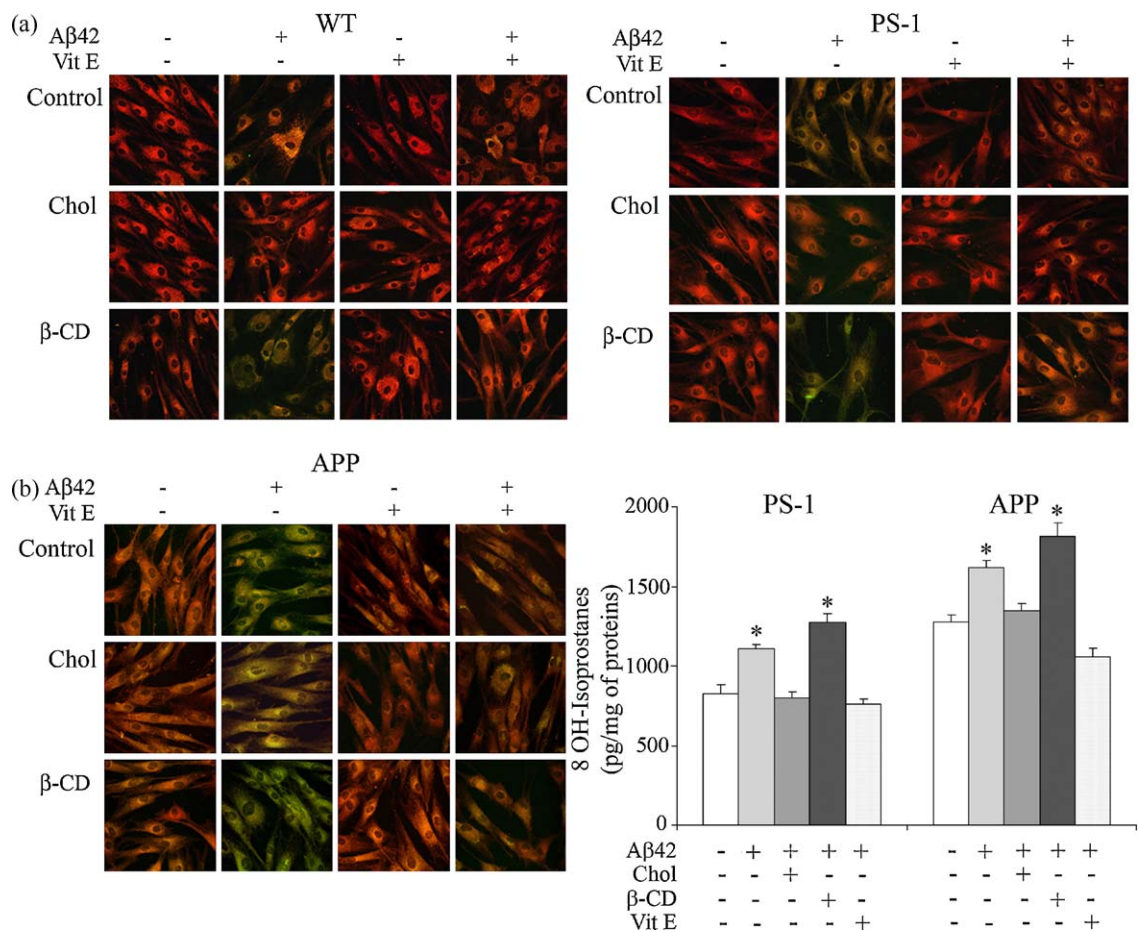 (a) WT
Aβ42 - + - +
Vit E - - + +
Control
Chol
β-CD
PS-1
Aβ42 - + - +
Vit E - - + +
Control
Chol
β-CD
(b) APP
Aβ42 - + - +
Vit E - - + +
Control
Chol
β-CD
PS-1 APP
8 OH-Isoprostanes
(pg/mg of proteins)
2000
1500
1000
500
0
* * * *
Aβ42 - + + + + - + + + +
Chol - - + - - - - + - -
β-CD - - - + - - - - + -
Vit E - - - - + - - - - +